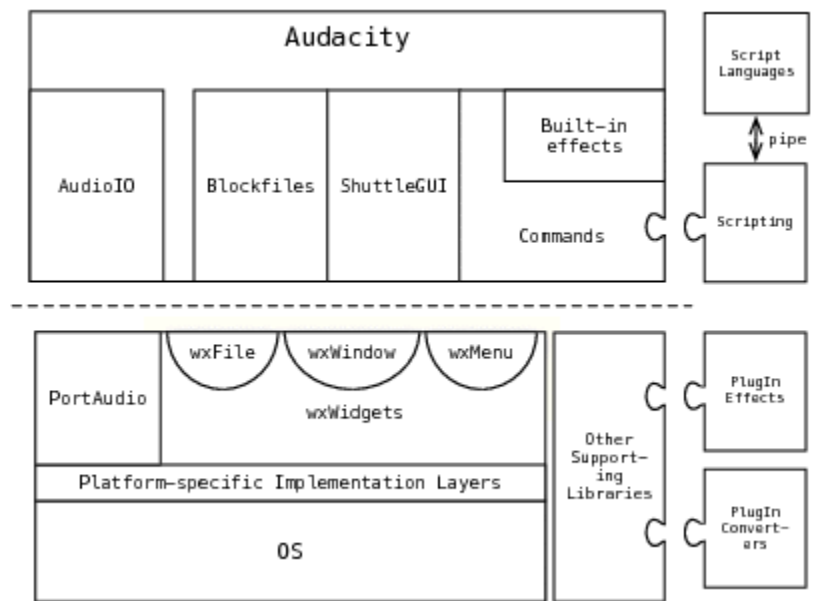 Audacity
Script
Languages
pipe
Built-in
effects
AudioIO
Blockfiles
ShuttleGUI
Commands
Scripting
PortAudio
wxFile
wxWindow
wxMenu
wxWidgets
Platform-specific Implementation Layers
OS
Other
Support-
ing
Libraries
PlugIn
Effects
PlugIn
Convert-
ers